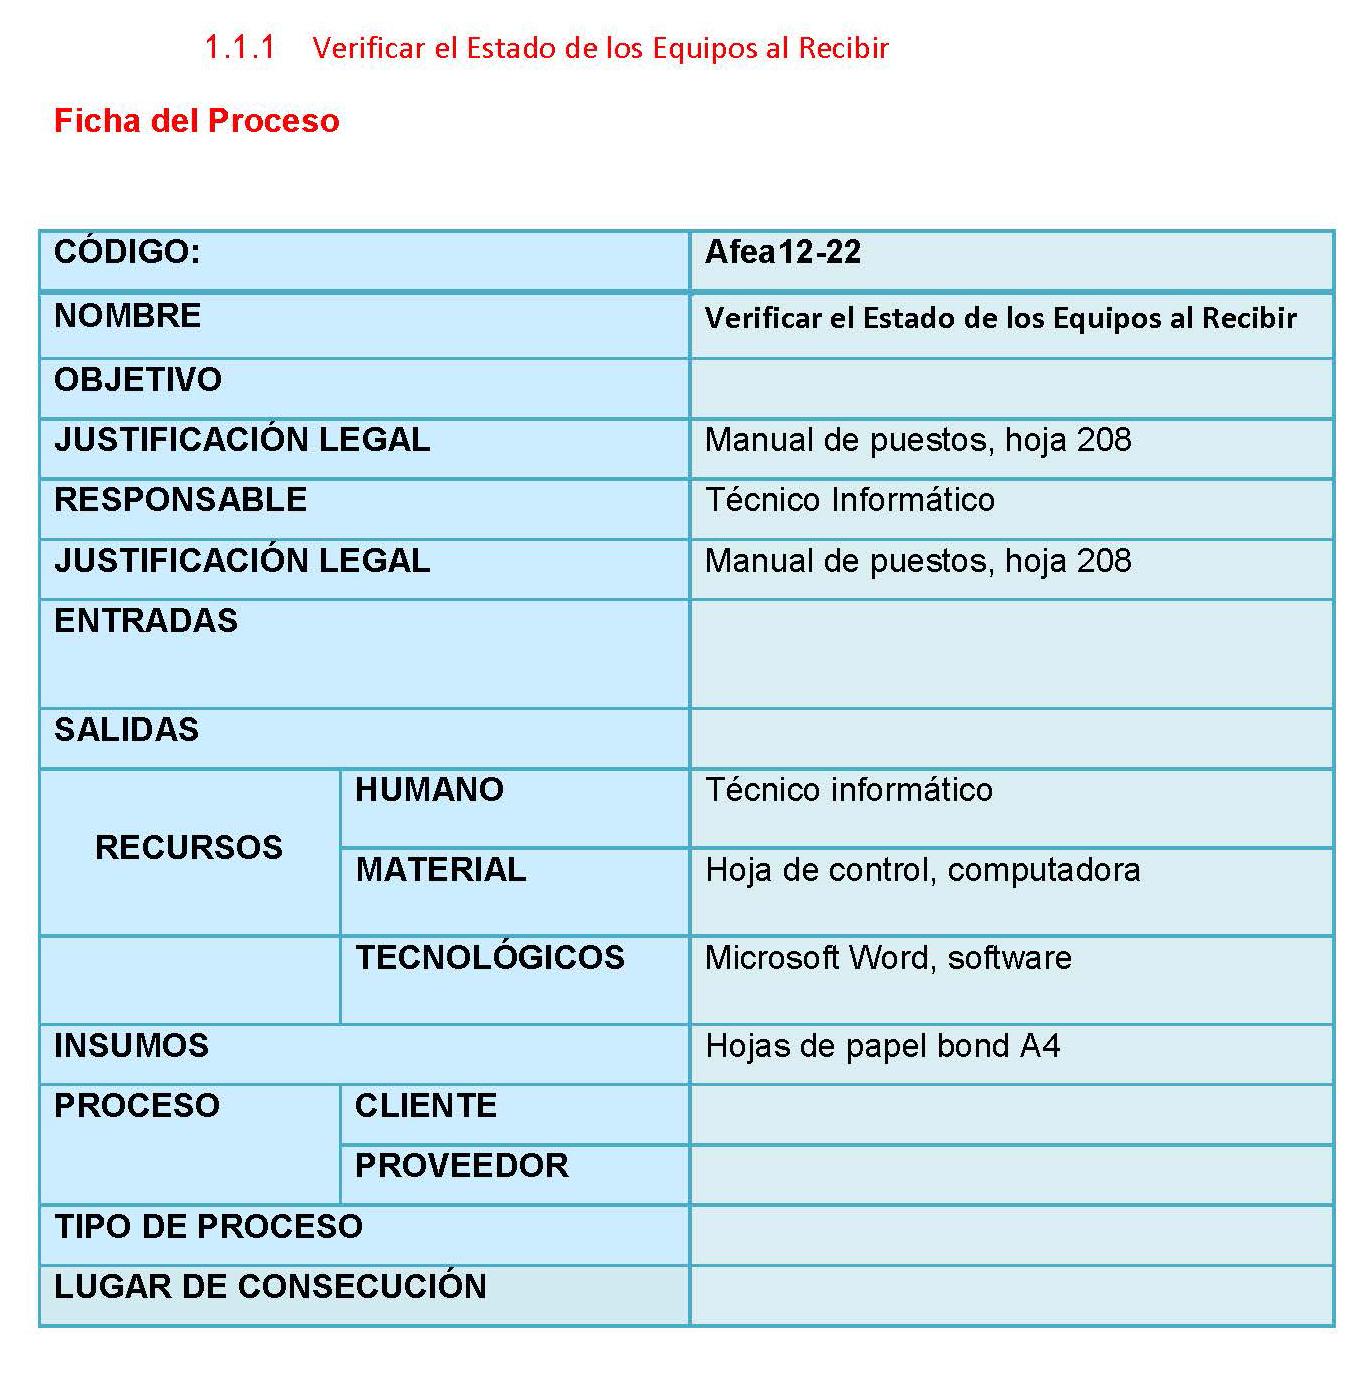 1.1.1 Verificar el Estado de los Equipos al Recibir
Ficha del Proceso
CÓDIGO: Afea12-22
NOMBRE Verificar el Estado de los Equipos al Recibir
OBJETIVO
JUSTIFICACIÓN LEGAL Manual de puestos, hoja 208
RESPONSABLE Técnico Informático
JUSTIFICACIÓN LEGAL Manual de puestos, hoja 208
ENTRADAS
SALIDAS
RECURSOS
HUMANO Técnico informático
MATERIAL Hoja de control, computadora
TECNOLÓGICOS Microsoft Word, software
INSUMOS Hojas de papel bond A4
PROCESO CLIENTE
PROVEEDOR
TIPO DE PROCESO
LUGAR DE CONSECUCIÓN